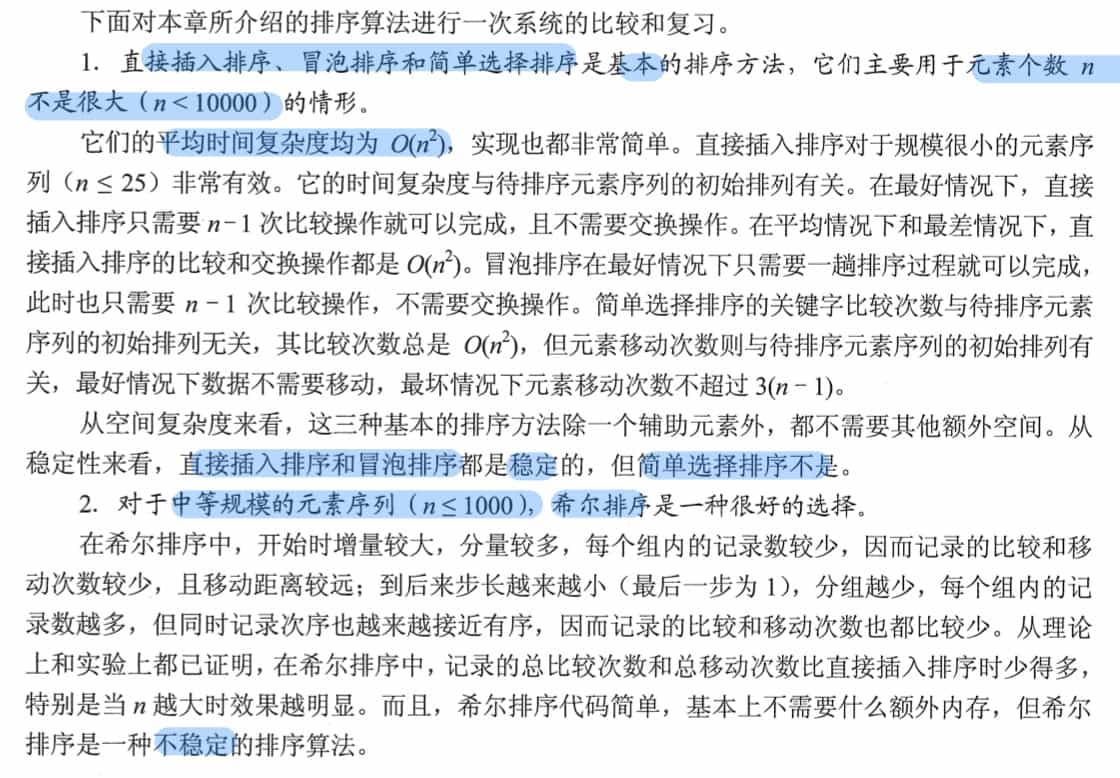 下面对本章所介绍的排序算法进行一次系统的比较和复习。
1. 直接插入排序、冒泡排序和简单选择排序是基本的排序方法，它们主要用于元素个数 n
不是很大（n < 10000）的情形。
它们的平均时间复杂度均为 O(n²)，实现也都非常简单。直接插入排序对于规模很小的元素序
列（n ≤ 25）非常有效。它的时间复杂度与待排序元素序列的初始排列有关。在最好情况下，直接
插入排序只需要 n−1 次比较操作就可以完成，且不需要交换操作。在平均情况下和最差情况下，直
接插入排序的比较和交换操作都是 O(n²)。冒泡排序在最好情况下只需要一趟排序过程就可以完成，
此时也只需要 n − 1 次比较操作，不需要交换操作。简单选择排序的关键字比较次数与待排序元素
序列的初始排列无关，其比较次数总是 O(n²)，但元素移动次数则与待排序元素序列的初始排列有
关，最好情况下数据不需要移动，最坏情况下元素移动次数不超过 3(n − 1)。
从空间复杂度来看，这三种基本的排序方法除一个辅助元素外，都不需要其他额外空间。从
稳定性来看，直接插入排序和冒泡排序都是稳定的，但简单选择排序不是。
2. 对于中等规模的元素序列（n ≤ 1000），希尔排序是一种很好的选择。
在希尔排序中，开始时增量较大，分量较多，每个组内的记录数较少，因而记录的比较和移
动次数较少，且移动距离较远；到后来步长越来越小（最后一步为 1），分组越少，每个组内的记
录数越多，但同时记录次序也越来越接近有序，因而记录的比较和移动次数也都比较少。从理论
上和实验上都已证明，在希尔排序中，记录的总比较次数和总移动次数比直接插入排序时少得多，
特别是当 n 越大时效果越明显。而且，希尔排序代码简单，基本上不需要什么额外内存，但希尔
排序是一种不稳定的排序算法。